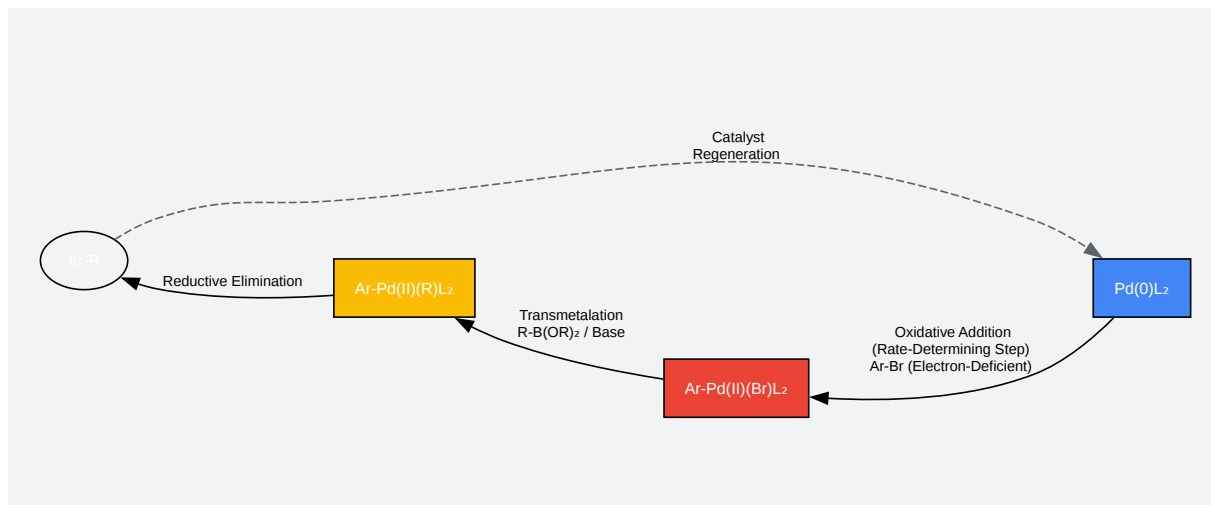 Catalyst
Regeneration
Ar-R
Reductive Elimination
Ar-Pd(II)(R)L₂
Transmetalation
R-B(OR)₂ / Base
Ar-Pd(II)(Br)L₂
Oxidative Addition
(Rate-Determining Step)
Ar-Br (Electron-Deficient)
Pd(0)L₂